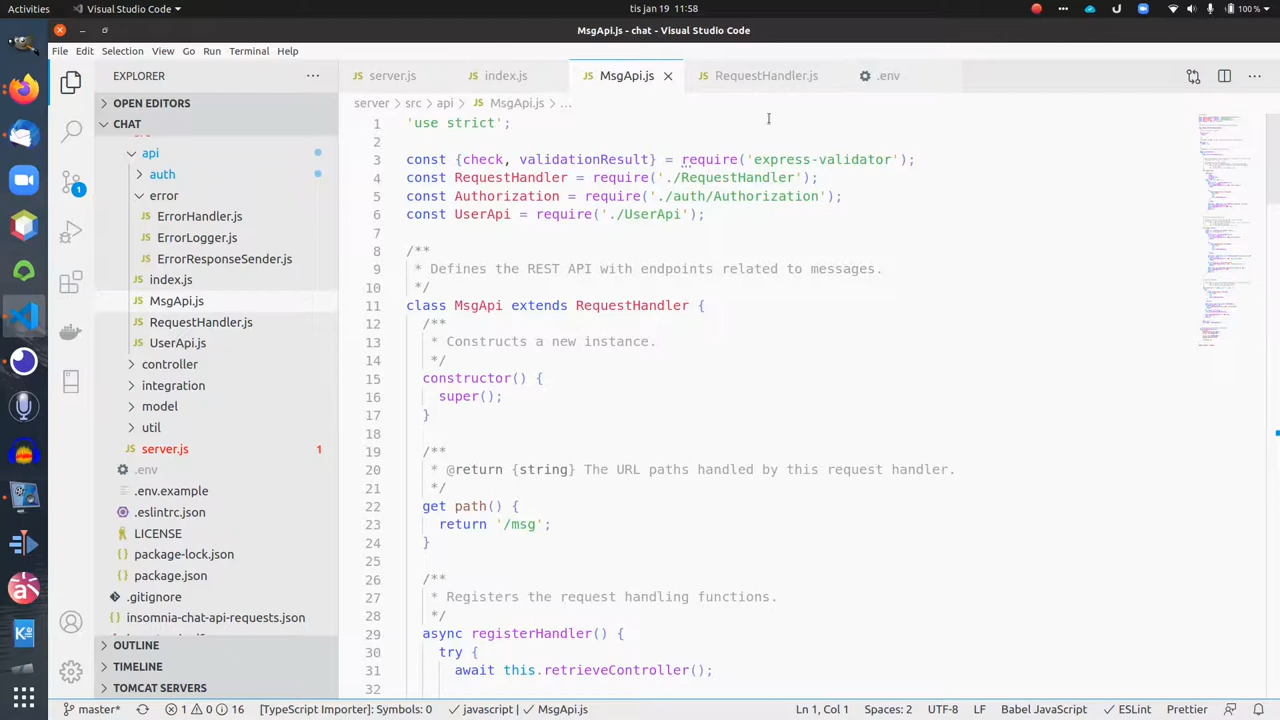 Activities
Visual Studio Code
tis jan 19 11:58
100 %
MsgApi.js - chat - Visual Studio Code
File Edit Selection View Go Run Terminal Help
EXPLORER
OPEN EDITORS
CHAT
api
auth
ErrorHandler.js
ErrorLogger.js
ErrorResponseSender.js
MsgApi.js
RequestHandler.js
UserApi.js
controller
integration
model
util
server.js 1
.env
.env.example
.eslintrc.json
LICENSE
package-lock.json
package.json
.gitignore
insomnia-chat-api-requests.json
OUTLINE
TIMELINE
TOMCAT SERVERS
1
server.js
index.js
MsgApi.js
RequestHandler.js
.env
server > src > api > MsgApi.js > ...
1 'use strict';
2
3 const {check, validationResult} = require('express-validator');
4 const RequestHandler = require('./RequestHandler');
5 const Authorization = require('./auth/Authorization');
6 const UserApi = require('./UserApi');
7
8 /**
9 REST API with endpoints related to messages
10
11 class MsgApi extends RequestHandler
12
13 * Constructs a new instance.
14 */
15 constructor() {
16 super();
17 }
18
19 /**
20 * @return {string} The URL paths handled by this request handler.
21 */
22 get path() {
23 return '/msg';
24 }
25
26 /**
27 * Registers the request handling functions.
28 */
29 async registerHandler() {
30 try {
31 await this.retrieveController();
32
master*
1 0 16
[TypeScript Importer]: Symbols: 0
javascript | MsgApi.js
Ln 1, Col 1
Spaces: 2
UTF-8
LF
Babel JavaScript
ESLint
Prettier